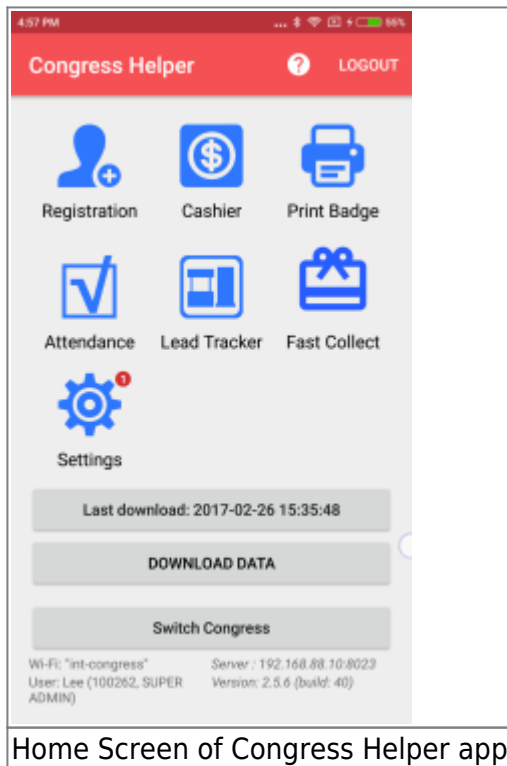 4:57 PM ... 55%
Congress Helper ? LOGOUT
Registration Cashier Print Badge
Attendance Lead Tracker Fast Collect
1
Settings
Last download: 2017-02-26 15:35:48
DOWNLOAD DATA
Switch Congress
Wi-Fi: "int-congress" Server : 192.168.88.10:8023
User: Lee (100262, SUPER Version: 2.5.6 (build: 40)
ADMIN)
Home Screen of Congress Helper app